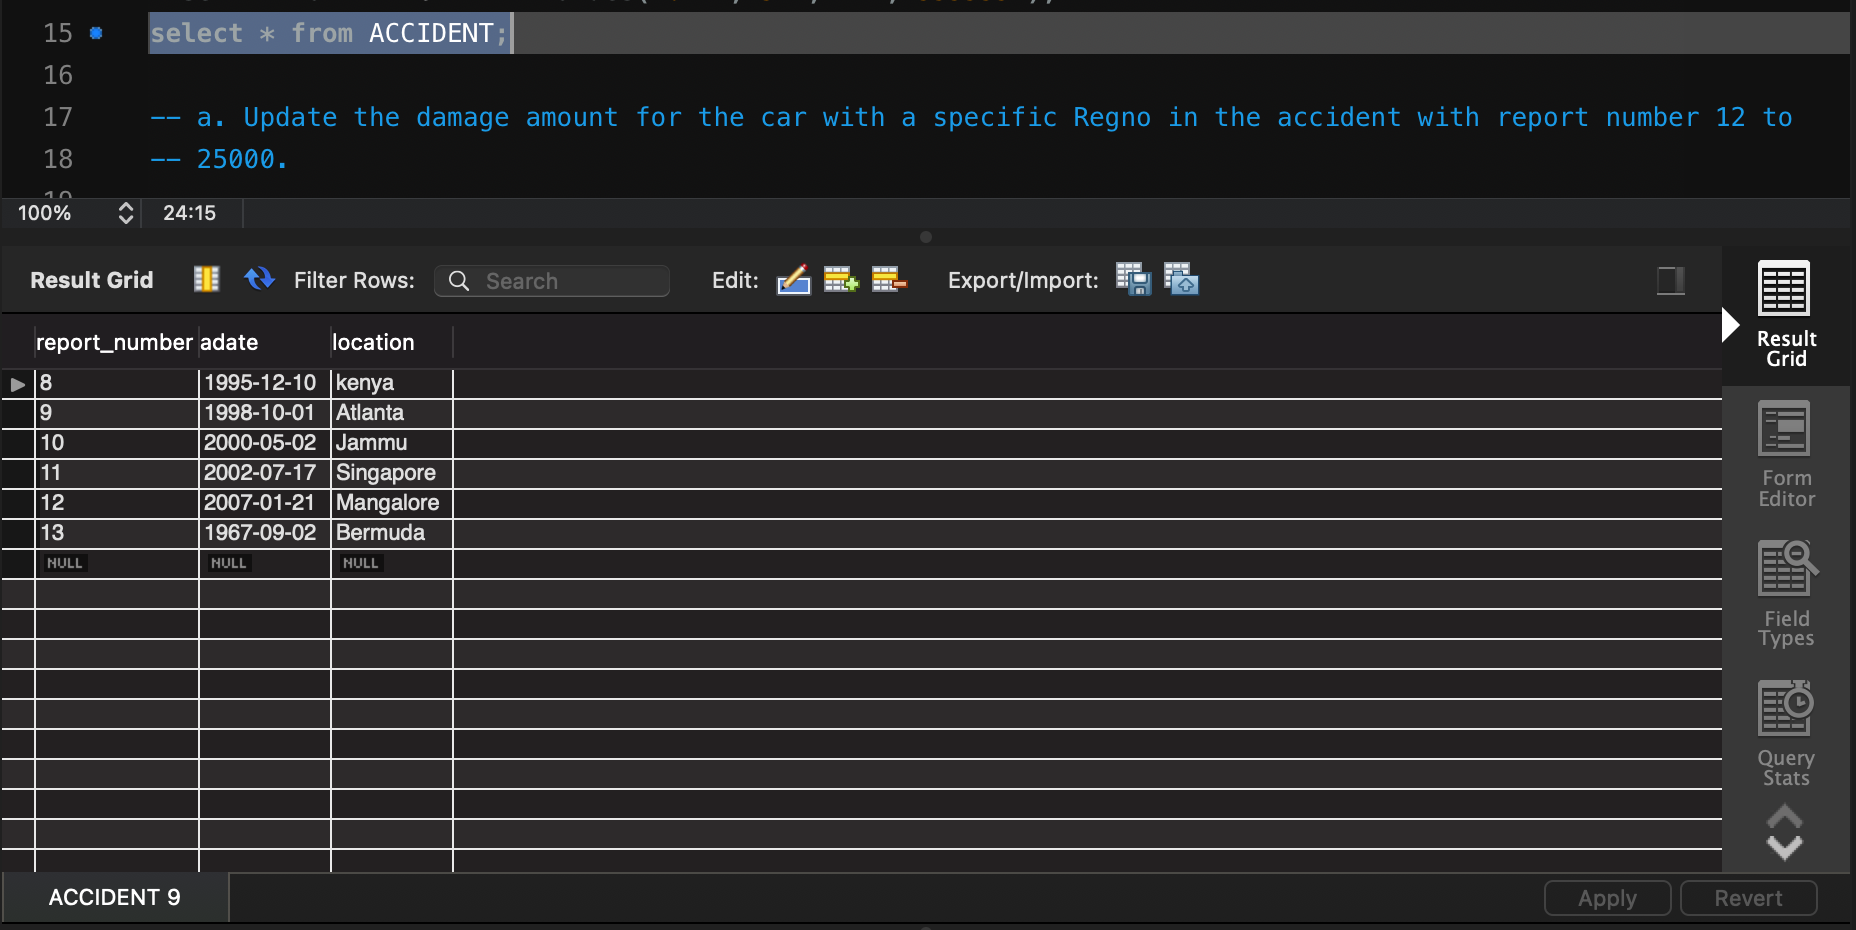 15 select * from ACCIDENT;
16
17 -- a. Update the damage amount for the car with a specific Regno in the accident with report number 12 to
18 -- 25000.
100% 24:15
Result Grid Filter Rows: Search Edit: Export/Import:
report_number adate location
8 1995-12-10 kenya
9 1998-10-01 Atlanta
10 2000-05-02 Jammu
11 2002-07-17 Singapore
12 2007-01-21 Mangalore
13 1967-09-02 Bermuda
NULL NULL NULL
Result
Grid
Form
Editor
Field
Types
Query
Stats
ACCIDENT 9 Apply Revert